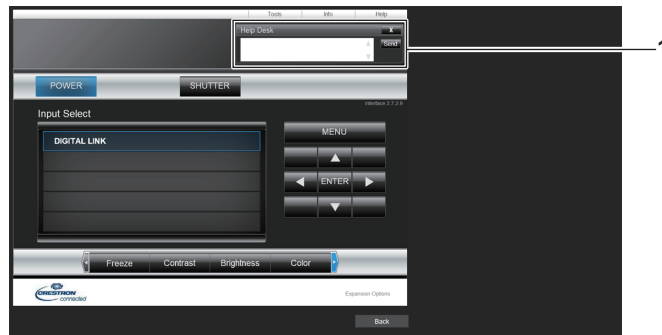 Tools Info Help
Help Desk X
Send
1
POWER SHUTTER
Interface 2.7.2.9
Input Select
DIGITAL LINK
MENU
ENTER
Freeze Contrast Brightness Color
CRESTRON
connected
Expansion Options
Back